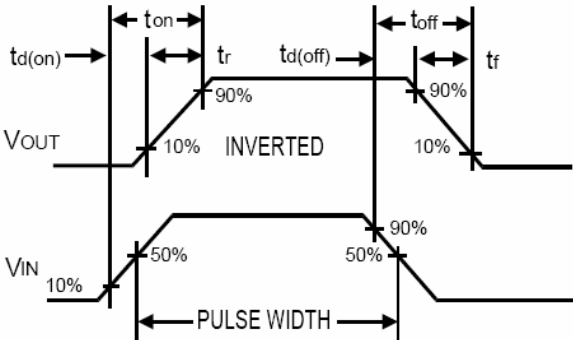 ton toff
td(on) tr td(off) tf
90% 90%
VOUT 10% INVERTED 10%
90%
VIN 50% 50%
10%
PULSE WIDTH